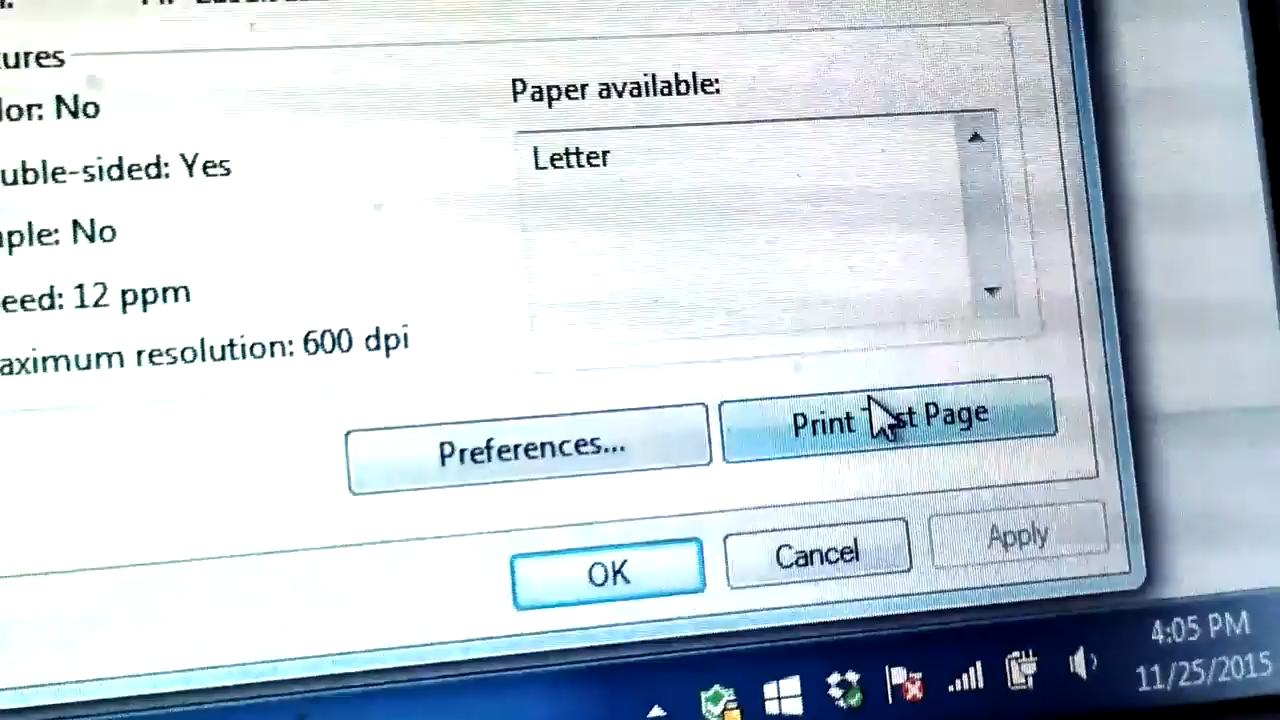 ures
Paper available:
lor: No
Letter
uble-sided: Yes
ple: No
eed: 12 ppm
aximum resolution: 600 dpi
Preferences...
Print Test Page
OK
Cancel
Apply
4:05 PM
11/25/2015